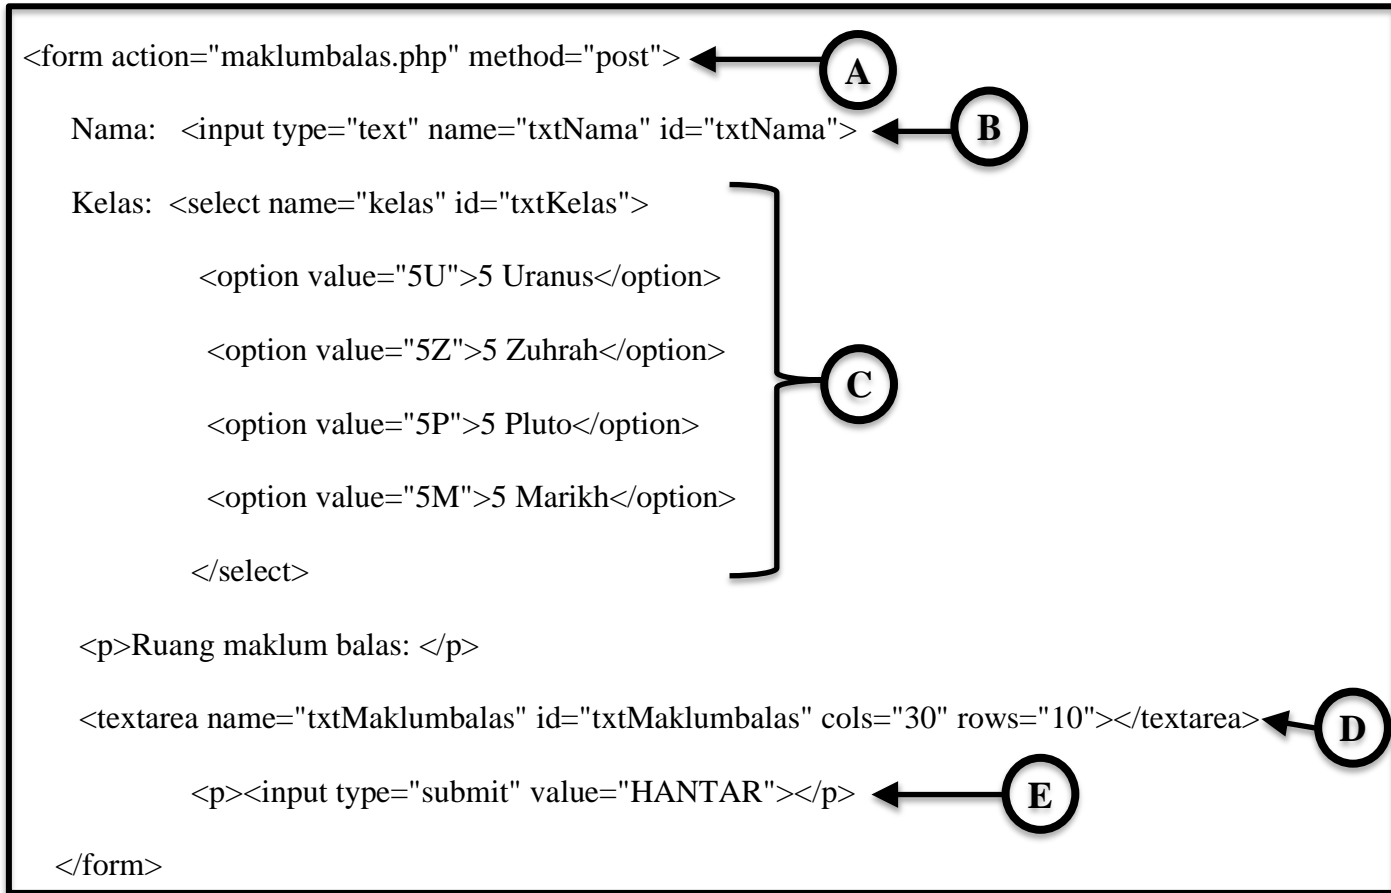 <form action="maklumbalas.php" method="post">
A
Nama: <input type="text" name="txtNama" id="txtNama">
B
Kelas: <select name="kelas" id="txtKelas">
<option value="5U">5 Uranus</option>
<option value="5Z">5 Zuhrah</option>
C
<option value="5P">5 Pluto</option>
<option value="5M">5 Marikh</option>
</select>
<p>Ruang maklum balas: </p>
<textarea name="txtMaklumbalas" id="txtMaklumbalas" cols="30" rows="10"></textarea>
D
<p><input type="submit" value="HANTAR"></p>
E
</form>